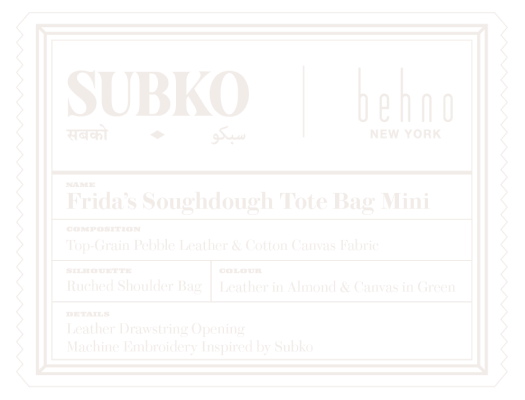 SUBKO
सबको
سبکو
behno
NEW YORK
NAME
Frida's Soughdough Tote Bag Mini
COMPOSITION
Top-Grain Pebble Leather & Cotton Canvas Fabric
SILHOUETTE
Ruched Shoulder Bag
COLOUR
Leather in Almond & Canvas in Green
DETAILS
Leather Drawstring Opening
Machine Embroidery Inspired by Subko